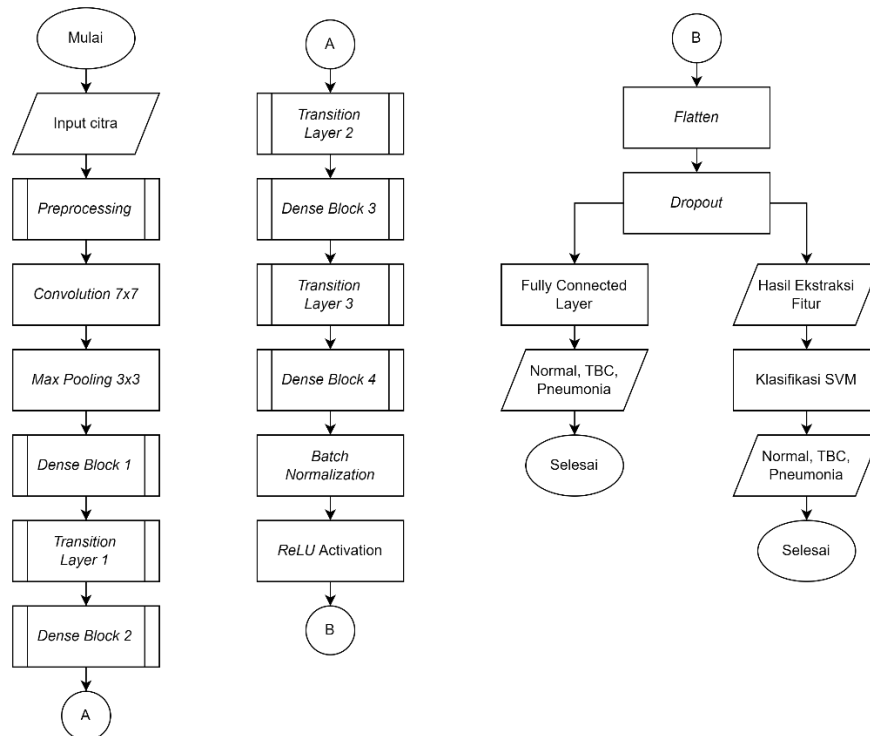 Mulai
Input citra
Preprocessing
Convolution 7x7
Max Pooling 3x3
Dense Block 1
Transition
Layer 1
Dense Block 2
A
A
Transition
Layer 2
Dense Block 3
Transition
Layer 3
Dense Block 4
Batch
Normalization
ReLU Activation
B
B
Flatten
Dropout
Fully Connected
Layer
Normal, TBC,
Pneumonia
Selesai
Hasil Ekstraksi
Fitur
Klasifikasi SVM
Normal, TBC,
Pneumonia
Selesai